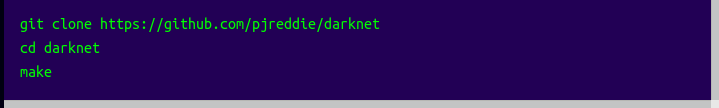 git clone https://github.com/pjreddie/darknet
cd darknet
make